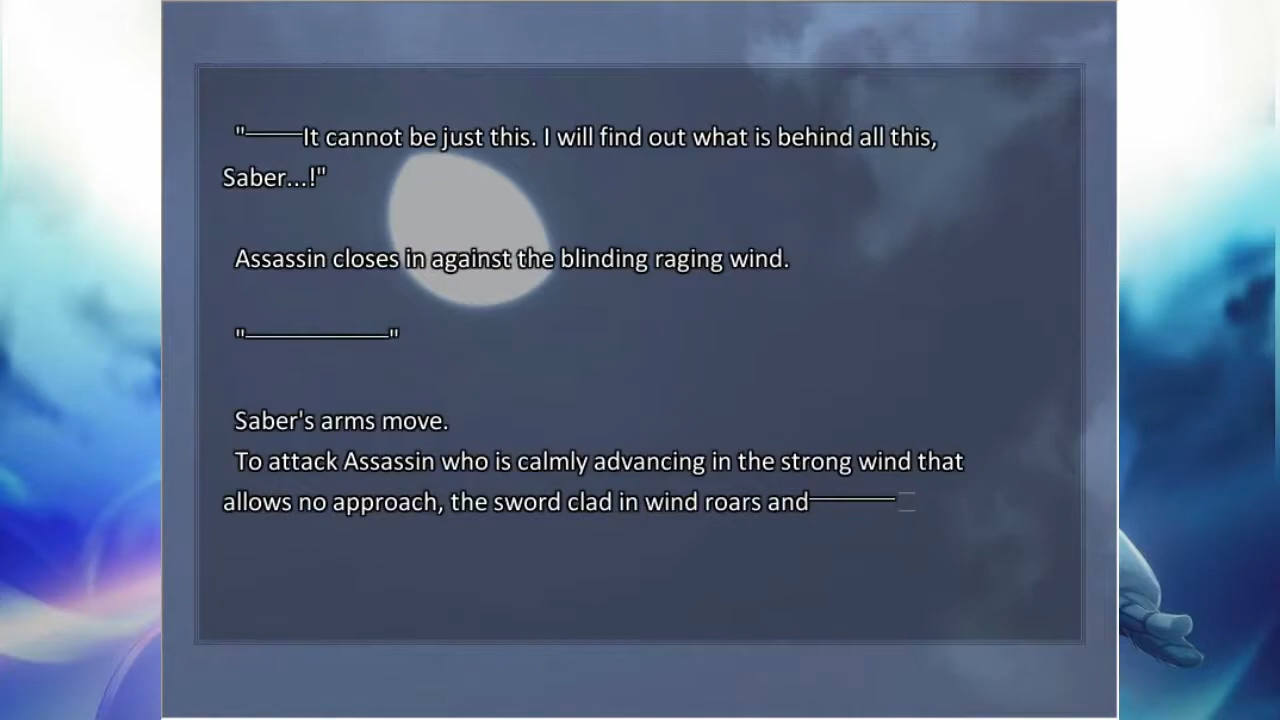 "────It cannot be just this. I will find out what is behind all this,
Saber...!"
Assassin closes in against the blinding raging wind.
"──────────"
Saber's arms move.
To attack Assassin who is calmly advancing in the strong wind that
allows no approach, the sword clad in wind roars and──────